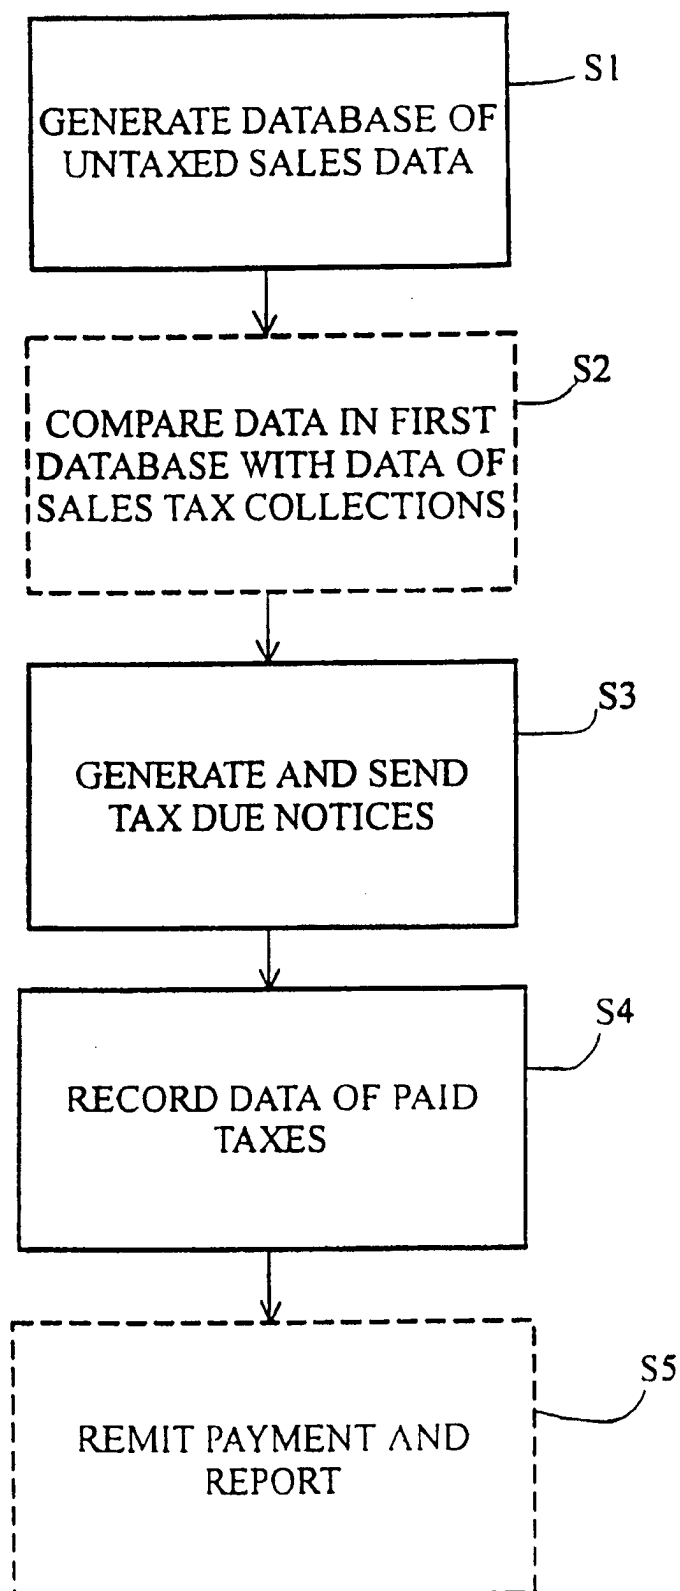 S1
GENERATE DATABASE OF
UNTAXED SALES DATA
S2
COMPARE DATA IN FIRST
DATABASE WITH DATA OF
SALES TAX COLLECTIONS
S3
GENERATE AND SEND
TAX DUE NOTICES
S4
RECORD DATA OF PAID
TAXES
S5
REMIT PAYMENT AND
REPORT